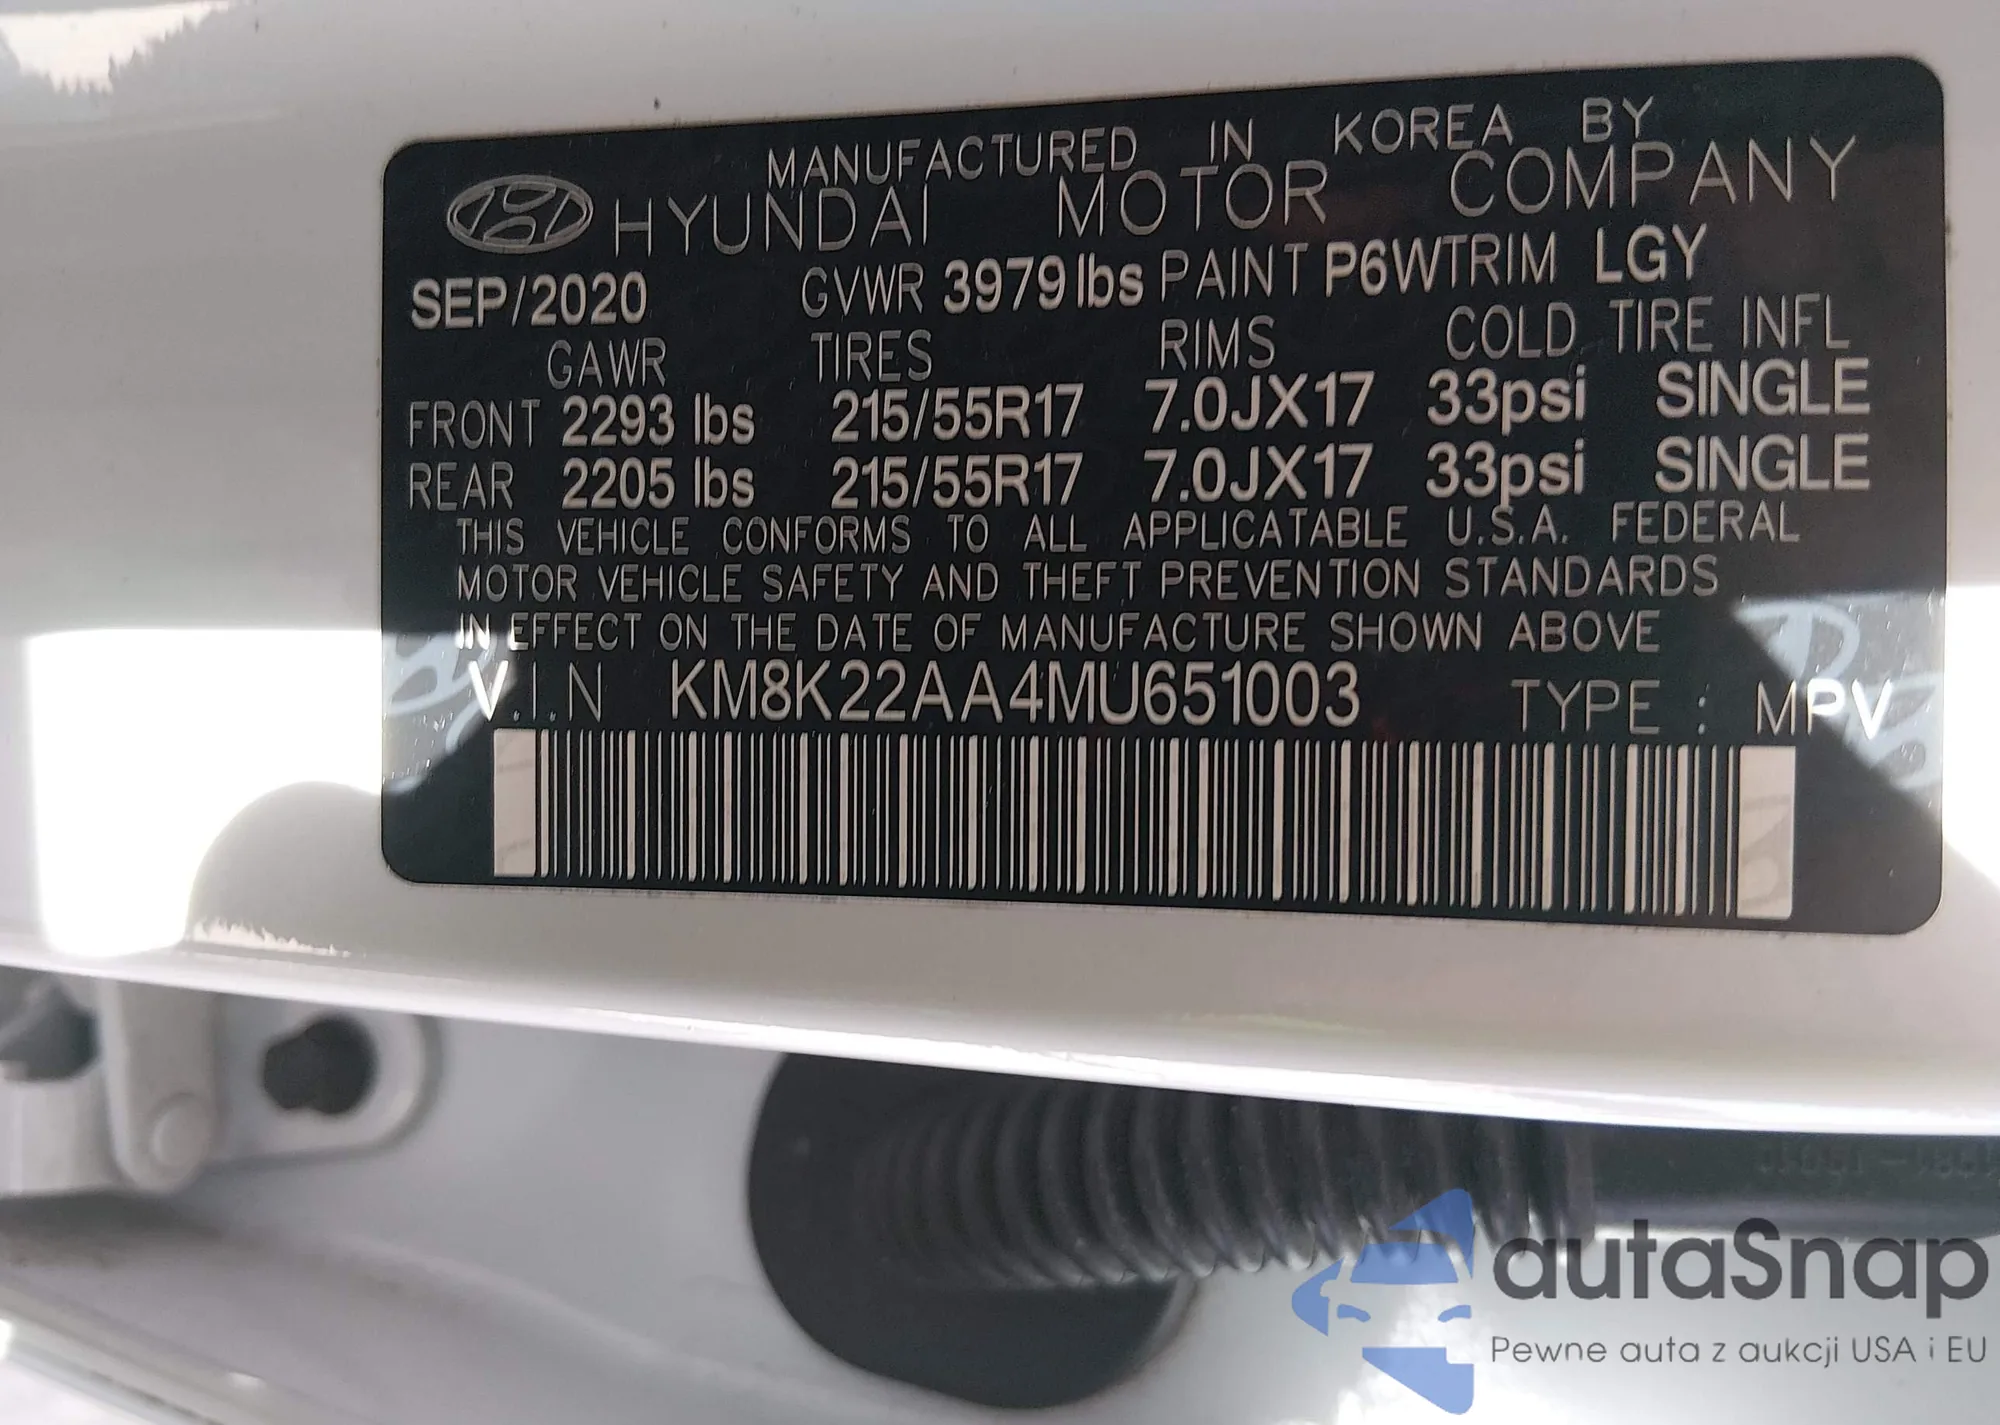 MANUFACTURED IN KOREA BY
HYUNDAI MOTOR COMPANY
SEP/2020 GVWR 3979lbs PAINT P6WTRIM LGY
GAWR TIRES RIMS COLD TIRE INFL
FRONT 2293 lbs 215/55R17 7.0JX17 33psi SINGLE
REAR 2205 lbs 215/55R17 7.0JX17 33psi SINGLE
THIS VEHICLE CONFORMS TO ALL APPLICATABLE U.S.A. FEDERAL
MOTOR VEHICLE SAFETY AND THEFT PREVENTION STANDARDS
IN EFFECT ON THE DATE OF MANUFACTURE SHOWN ABOVE
V.I.N KM8K22AA4MU651003 TYPE : MPV
autaSnap
Pewne auta z aukcji USA i EU